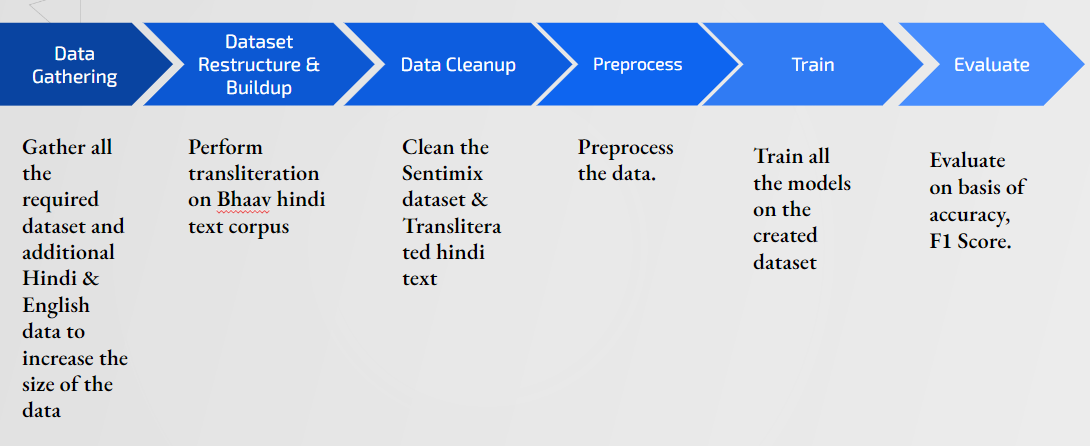 Data
Gathering
Dataset
Restructure &
Buildup
Data Cleanup
Preprocess
Train
Evaluate
Gather all
the
required
dataset and
additional
Hindi &
English
data to
increase the
size of the
data
Perform
transliteration
on Bhaav hindi
text corpus
Clean the
Sentimix
dataset &
Translitera
ted hindi
text
Preprocess
the data.
Train all
the models
on the
created
dataset
Evaluate
on basis of
accuracy,
F1 Score.